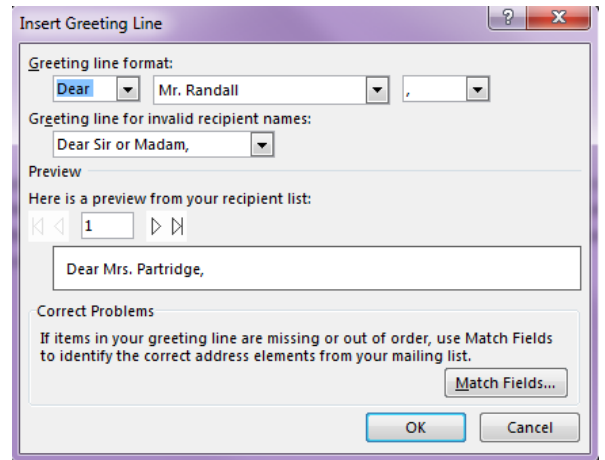 Insert Greeting Line
Greeting line format:
Dear Mr. Randall ,
Greeting line for invalid recipient names:
Dear Sir or Madam,
Preview
Here is a preview from your recipient list:
1
Dear Mrs. Partridge,
Correct Problems
If items in your greeting line are missing or out of order, use Match Fields
to identify the correct address elements from your mailing list.
Match Fields...
OK Cancel